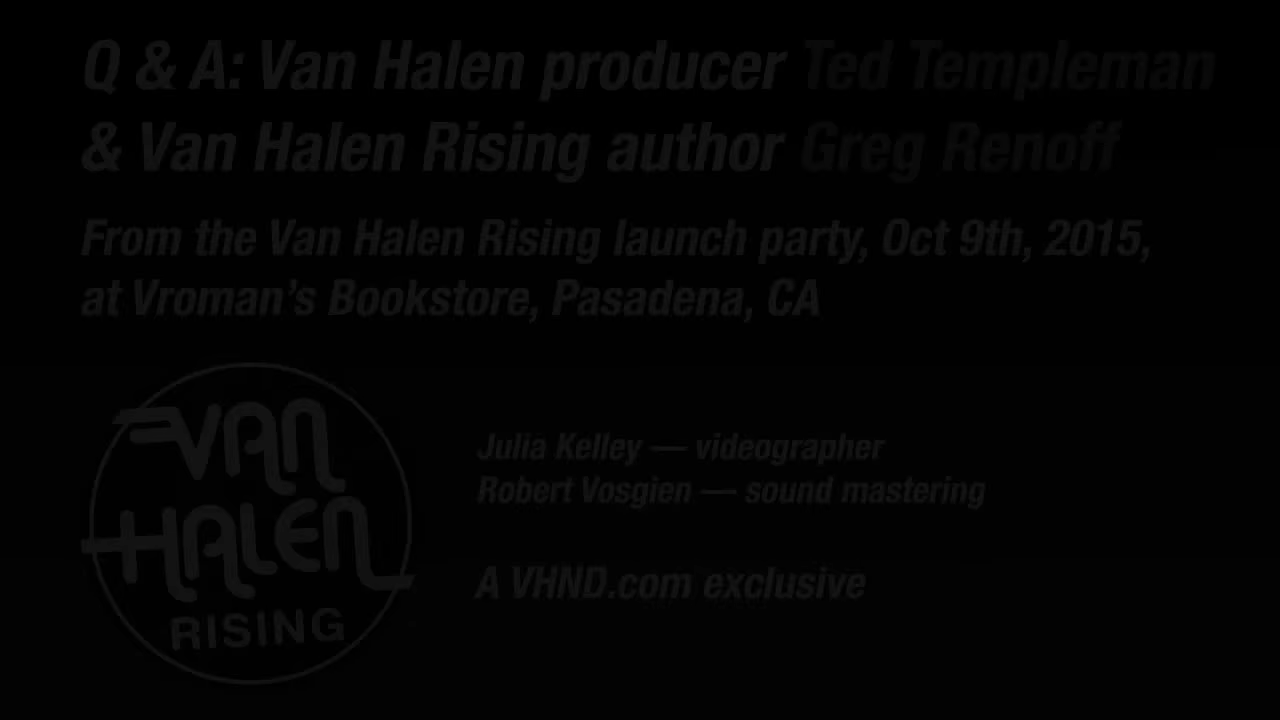 Q & A: Van Halen producer Ted Templeman
& Van Halen Rising author Greg Renoff
From the Van Halen Rising launch party, Oct 9th, 2015,
at Vroman’s Bookstore, Pasadena, CA
VAN
HALEN
RISING
Julia Kelley — videographer
Robert Vosgien — sound mastering
A VHND.com exclusive